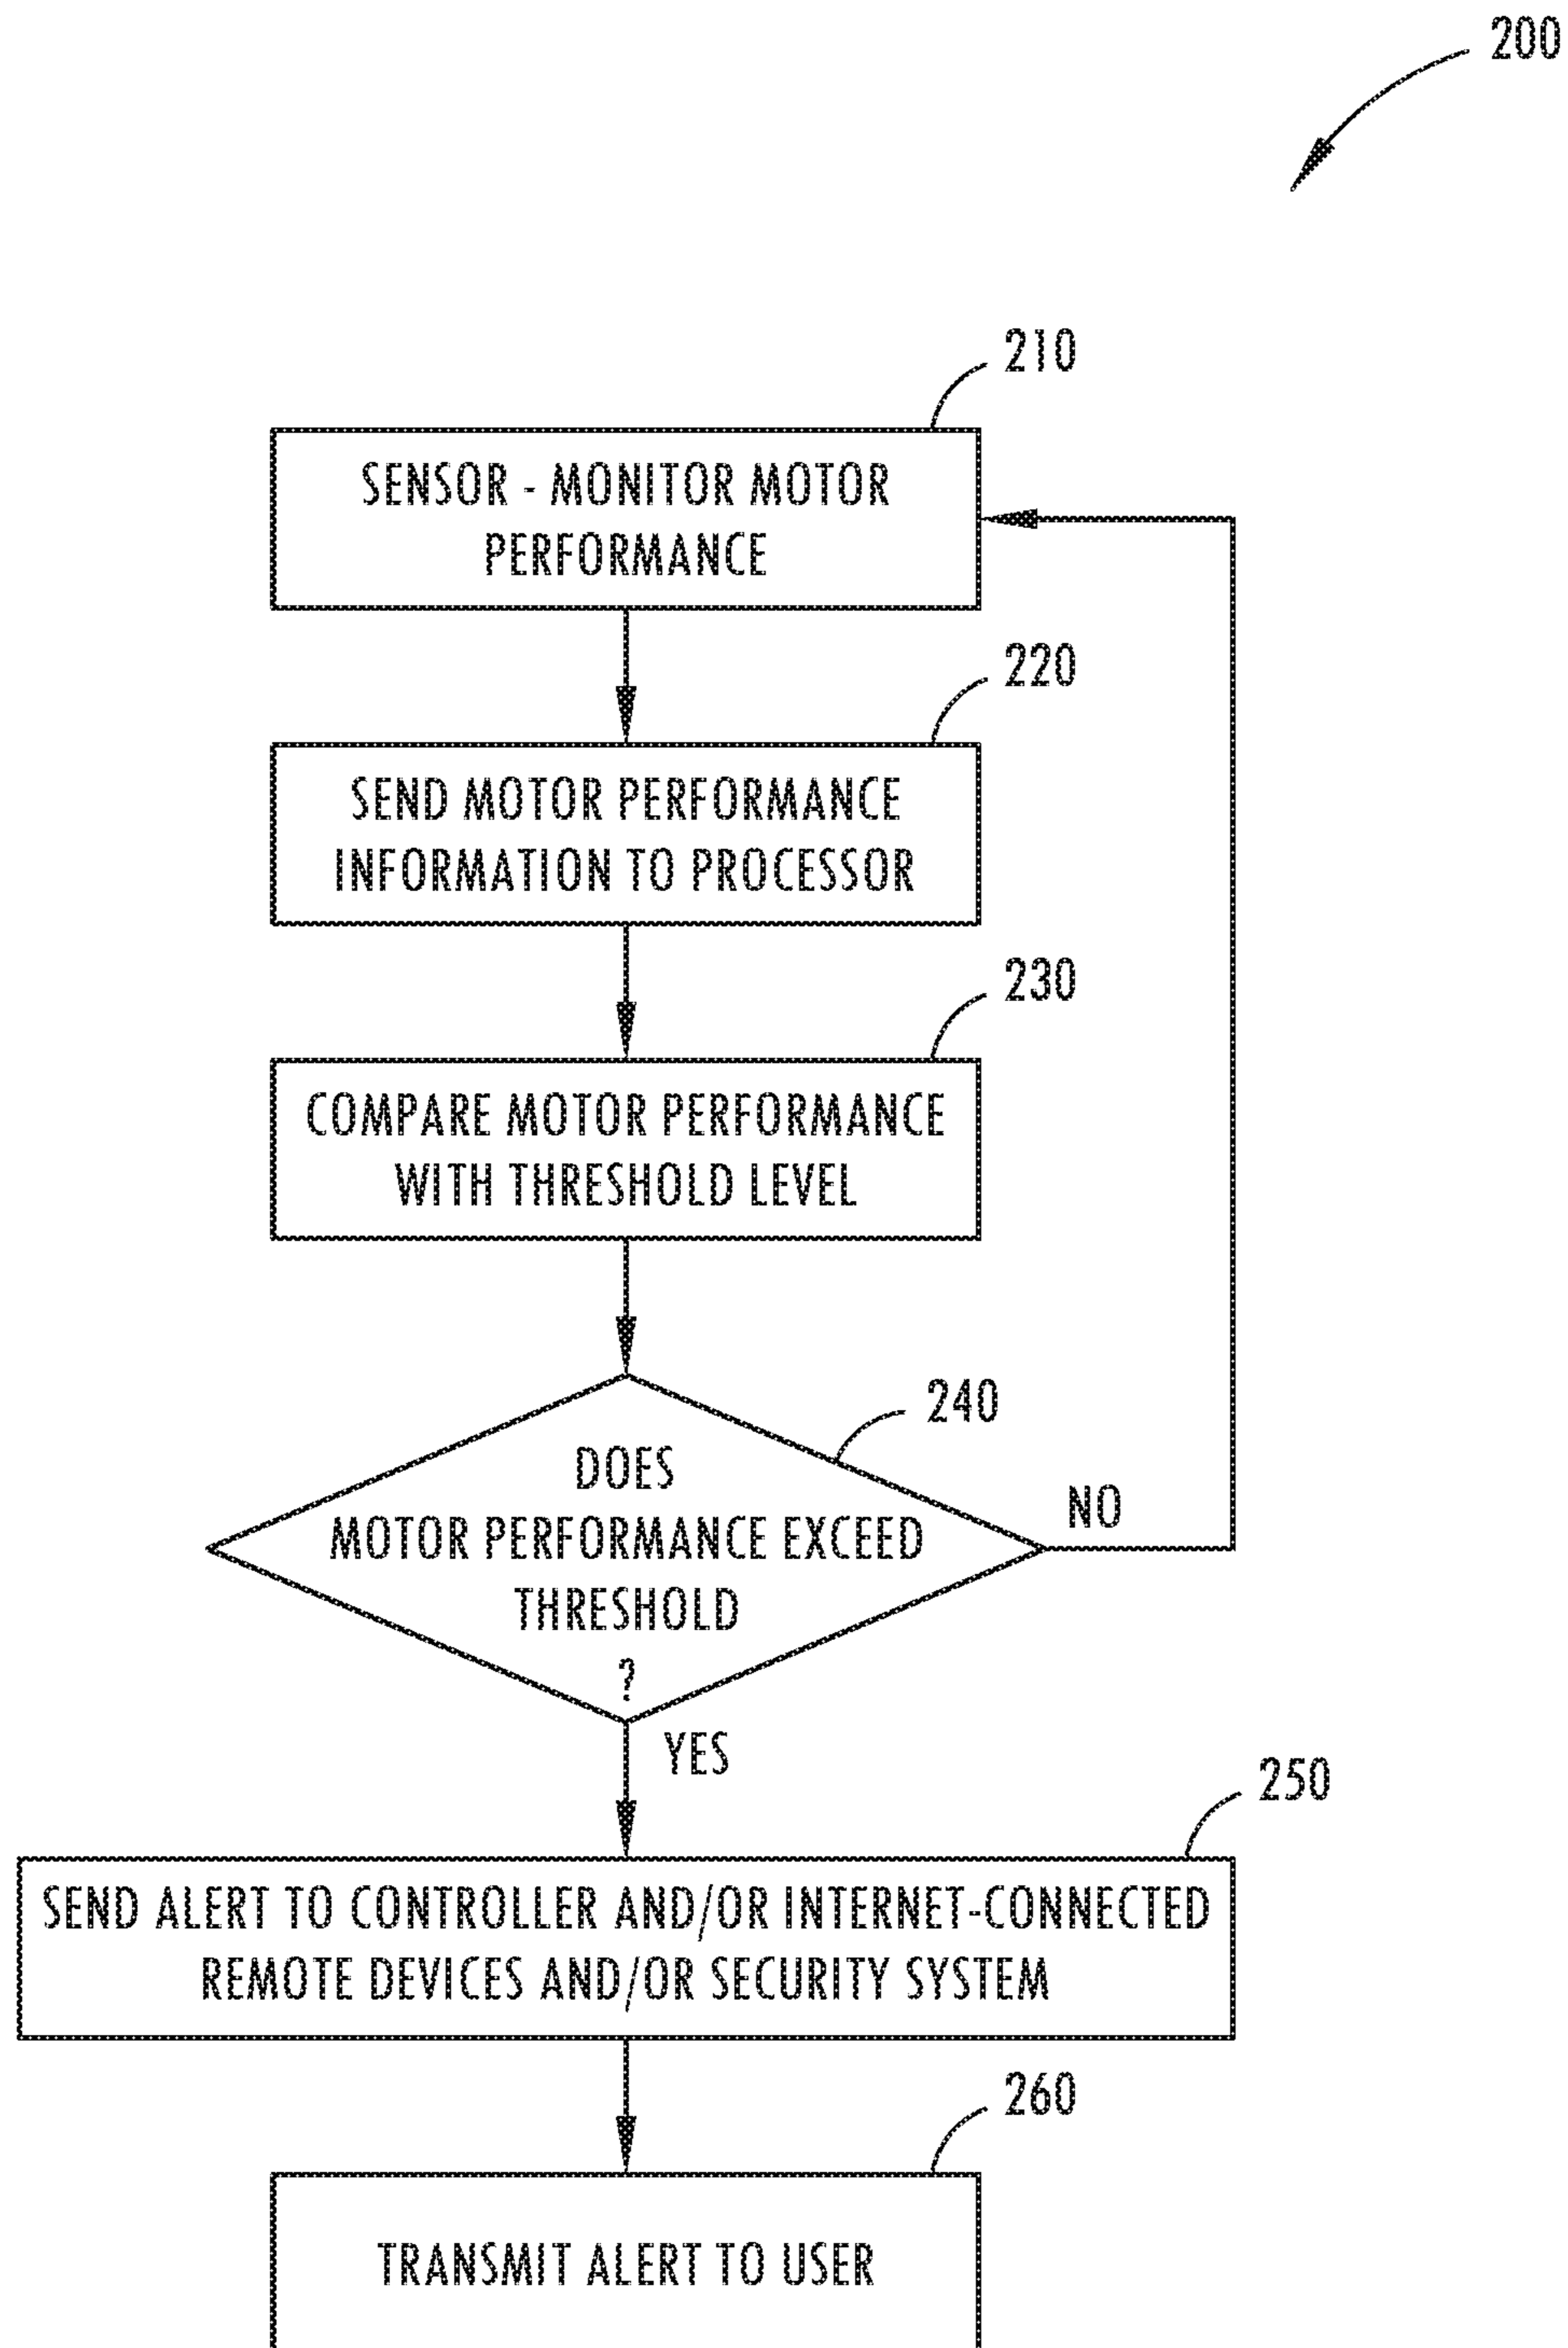 200
210
SENSOR - MONITOR MOTOR
PERFORMANCE
220
SEND MOTOR PERFORMANCE
INFORMATION TO PROCESSOR
230
COMPARE MOTOR PERFORMANCE
WITH THRESHOLD LEVEL
240
DOES
MOTOR PERFORMANCE EXCEED
THRESHOLD
?
NO
YES
250
SEND ALERT TO CONTROLLER AND/OR INTERNET-CONNECTED
REMOTE DEVICES AND/OR SECURITY SYSTEM
260
TRANSMIT ALERT TO USER